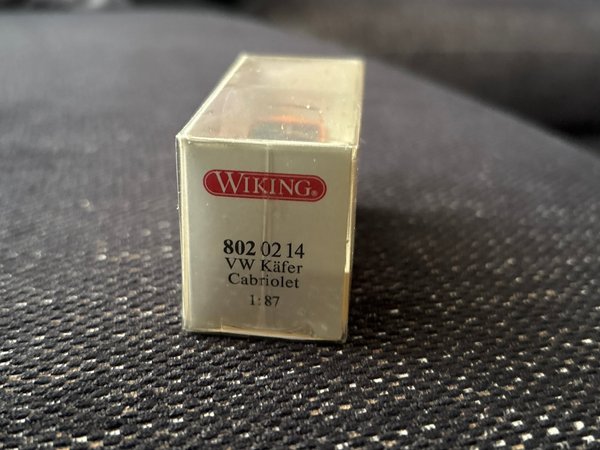 WIKING®
802 02 14
VW Käfer
Cabriolet
1:87